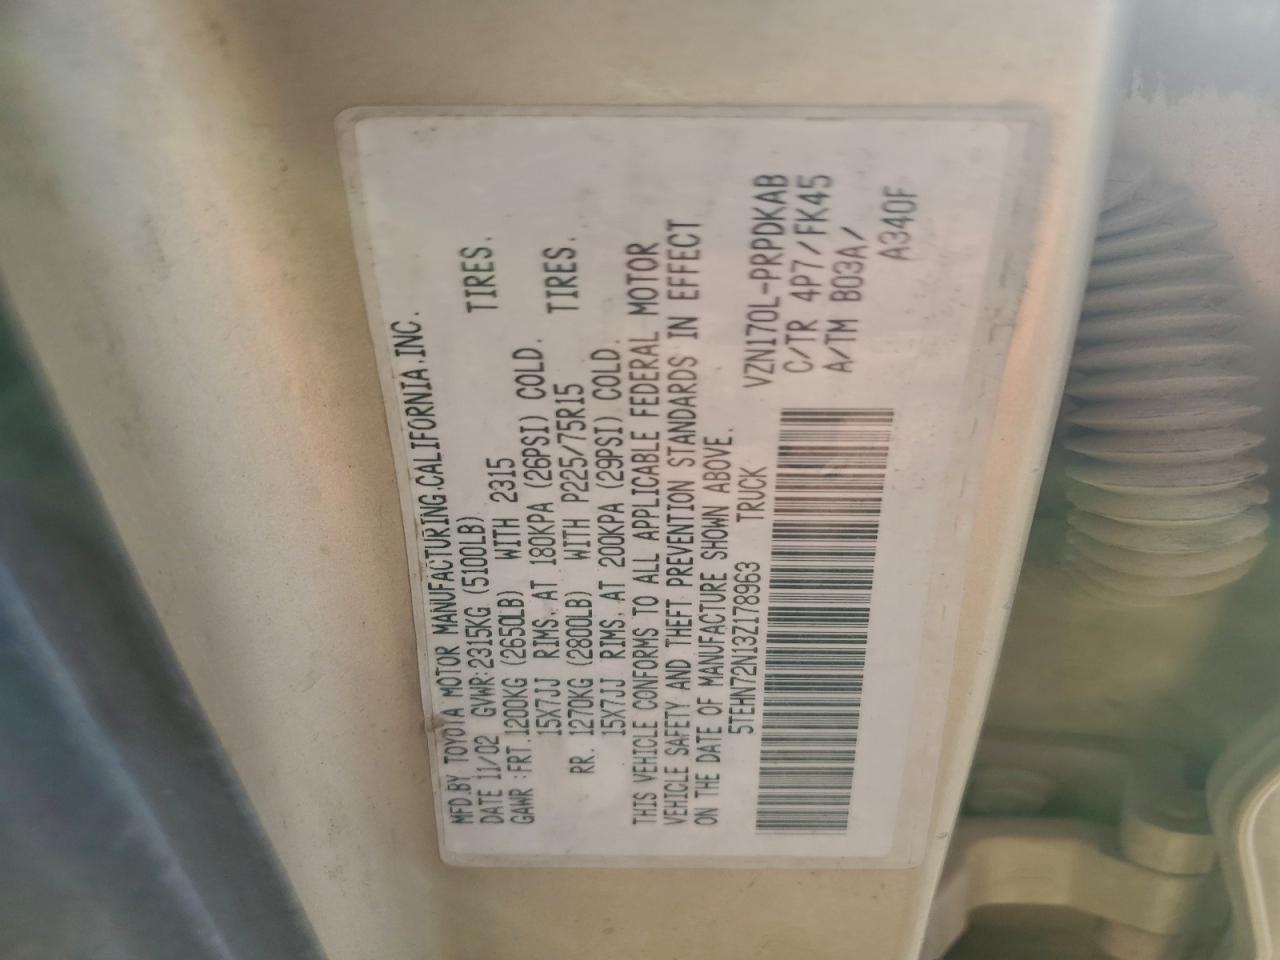 MFD.BY TOYOTA MOTOR MANUFACTURING.CALIFORNIA.INC.
DATE 11/02 GVWR:2315KG (5100LB)
GAWR :FRT.1200KG (2650LB) WITH 2315 TIRES.
15X7JJ RIMS, AT 180KPA (26PSI) COLD.
RR. 1270KG (2800LB) WITH P225/75R15 TIRES.
15X7JJ RIMS, AT 200KPA (29PSI) COLD.
THIS VEHICLE CONFORMS TO ALL APPLICABLE FEDERAL MOTOR
VEHICLE SAFETY AND THEFT PREVENTION STANDARDS IN EFFECT
ON THE DATE OF MANUFACTURE SHOWN ABOVE.
5TEHN72N13Z178963 TRUCK
VZN170L-PRPDKAB
C/TR 4P7/FK45
A/TM B03A/
A340F